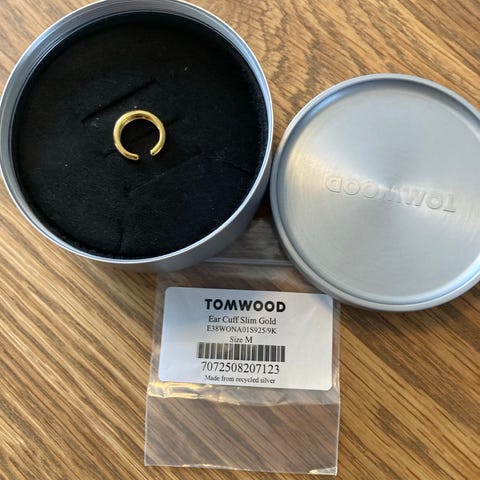 TOMWOOD
TOMWOOD
Ear Cuff Slim Gold
E38WONA01S925/9K
Size M
7072508207123
Made from recycled silver